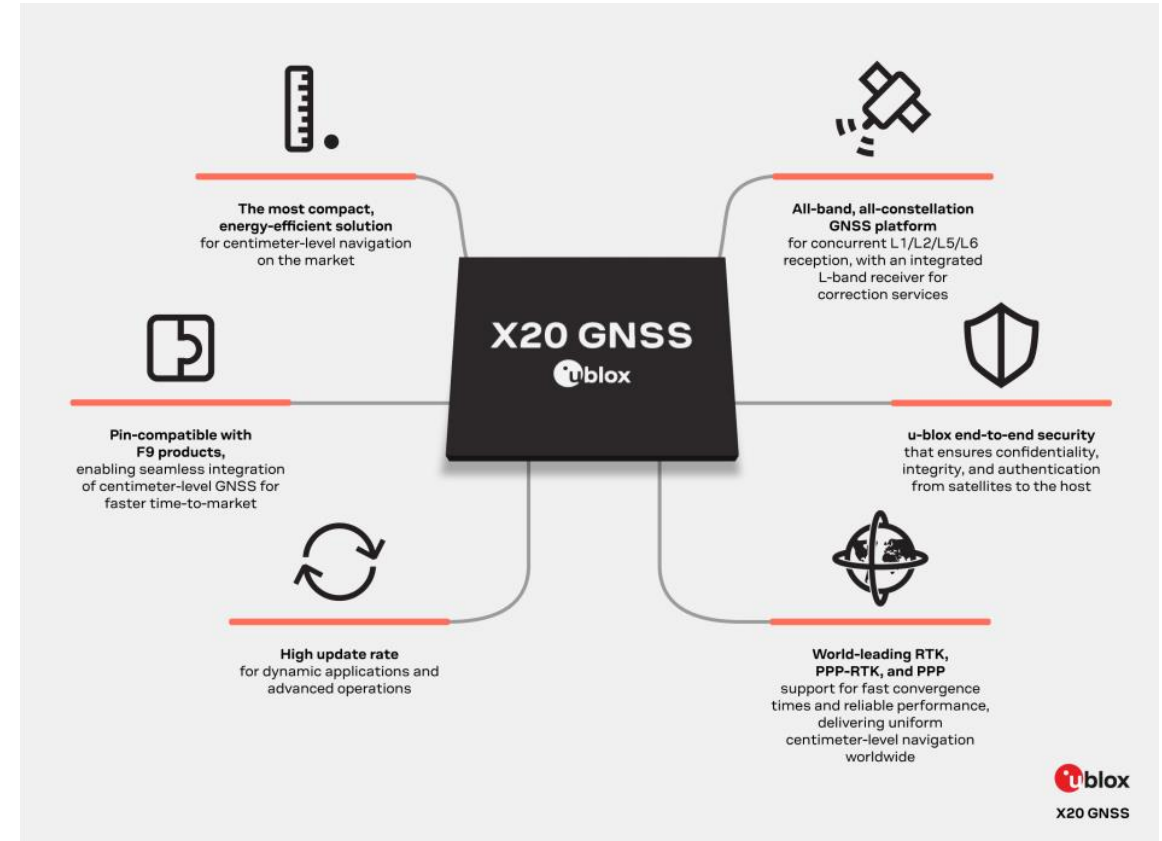 The most compact,
energy-efficient solution
for centimeter-level navigation
on the market
All-band, all-constellation
GNSS platform
for concurrent L1/L2/L5/L6
reception, with an integrated
L-band receiver for
correction services
X20 GNSS
ublox
Pin-compatible with
F9 products,
enabling seamless integration
of centimeter-level GNSS for
faster time-to-market
u-blox end-to-end security
that ensures confidentiality,
integrity, and authentication
from satellites to the host
High update rate
for dynamic applications and
advanced operations
World-leading RTK,
PPP-RTK, and PPP
support for fast convergence
times and reliable performance,
delivering uniform
centimeter-level navigation
worldwide
ublox
X20 GNSS